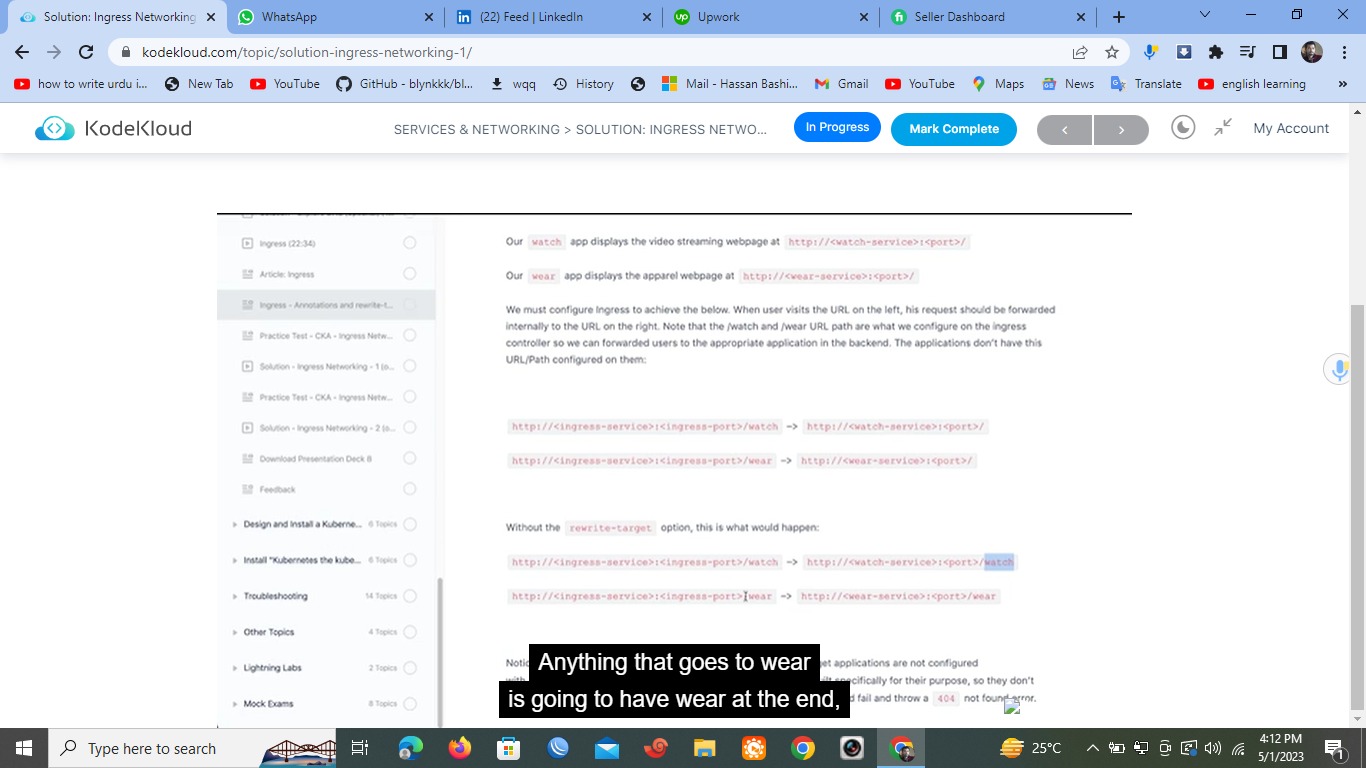 Solution: Ingress Networking
WhatsApp
(22) Feed | LinkedIn
Upwork
Seller Dashboard
kodekloud.com/topic/solution-ingress-networking-1/
how to write urdu i...
New Tab
YouTube
GitHub - blynkkk/bl...
wqq
History
Mail - Hassan Bashi...
Gmail
YouTube
Maps
News
Translate
english learning
KodeKloud
SERVICES & NETWORKING > SOLUTION: INGRESS NETWO...
In Progress
Mark Complete
My Account
Ingress (22:34)
Article: Ingress
Ingress - Annotations and rewrite-t...
Practice Test - CKA - Ingress Netw...
Solution - Ingress Networking - 1 (o...
Practice Test - CKA - Ingress Netw...
Solution - Ingress Networking - 2 (o...
Download Presentation Deck 8
Feedback
Design and Install a Kuberne... 6 Topics
Install "Kubernetes the kube... 6 Topics
Troubleshooting 14 Topics
Other Topics 4 Topics
Lightning Labs 2 Topics
Mock Exams 8 Topics
Our watch app displays the video streaming webpage at http://<watch-service>:<port>/
Our wear app displays the apparel webpage at http://<wear-service>:<port>/
We must configure Ingress to achieve the below. When user visits the URL on the left, his request should be forwarded
internally to the URL on the right. Note that the /watch and /wear URL path are what we configure on the ingress
controller so we can forwarded users to the appropriate application in the backend. The applications don't have this
URL/Path configured on them:
http://<ingress-service>:<ingress-port>/watch -> http://<watch-service>:<port>/
http://<ingress-service>:<ingress-port>/wear -> http://<wear-service>:<port>/
Without the rewrite-target option, this is what would happen:
http://<ingress-service>:<ingress-port>/watch -> http://<watch-service>:<port>/watch
http://<ingress-service>:<ingress-port>/wear -> http://<wear-service>:<port>/wear
applications are not configured
specifically for their purpose, so they don't
fail and throw a 404 not found error.
Anything that goes to wear
is going to have wear at the end,
Type here to search
25°C
4:12 PM
5/1/2023
1